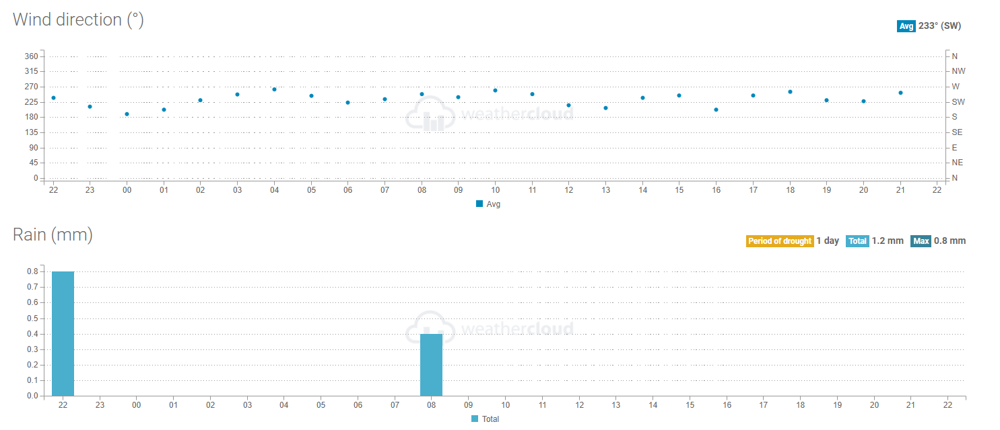 Wind direction (°)
Avg 233° (SW)
360 N
315 NW
270 W
225 SW
180 S
135 SE
90 E
45 NE
0 N
weathercloud
22 23 00 01 02 03 04 05 06 07 08 09 10 11 12 13 14 15 16 17 18 19 20 21 22
Avg
Rain (mm)
Period of drought 1 day Total 1.2 mm Max 0.8 mm
0.8
0.7
0.6
0.5
0.4
0.3
0.2
0.1
0.0
weathercloud
22 23 00 01 02 03 04 05 06 07 08 09 10 11 12 13 14 15 16 17 18 19 20 21 22
Total